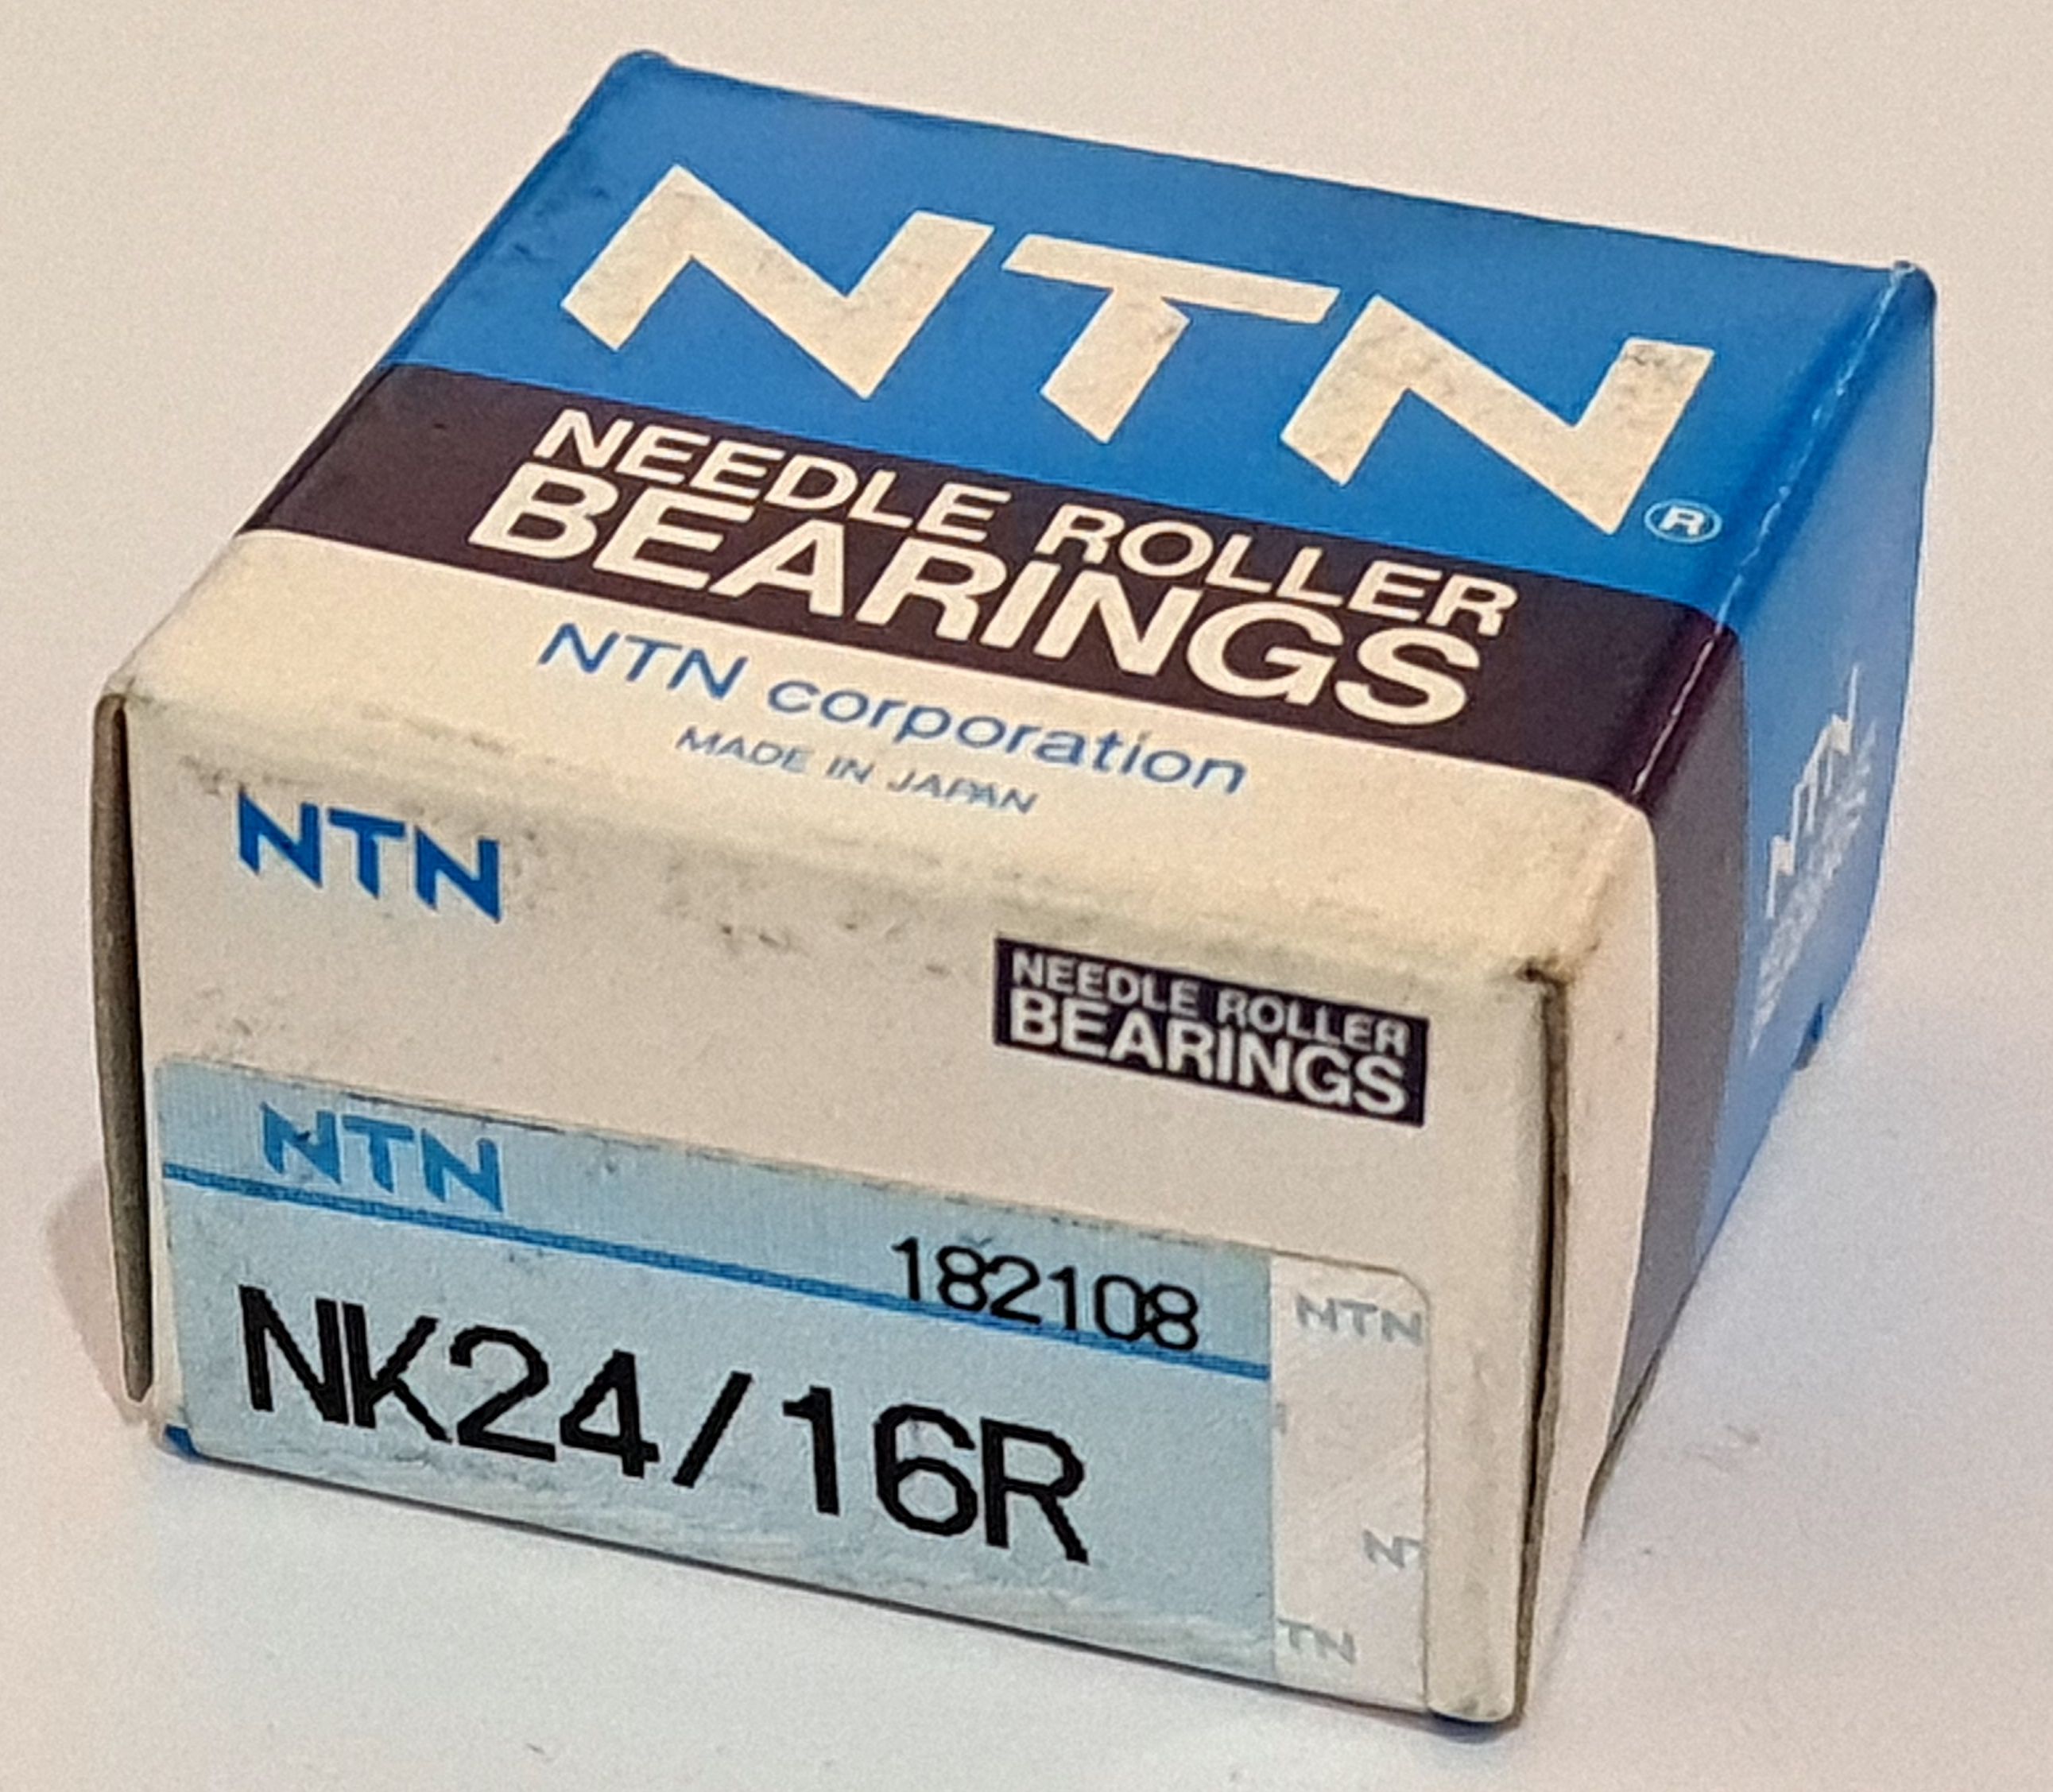 NTN®
NEEDLE ROLLER
BEARINGS
NTN corporation
MADE IN JAPAN
NTN
NEEDLE ROLLER
BEARINGS
NTN
182108
NK24/16R
NTN
TN
NTN